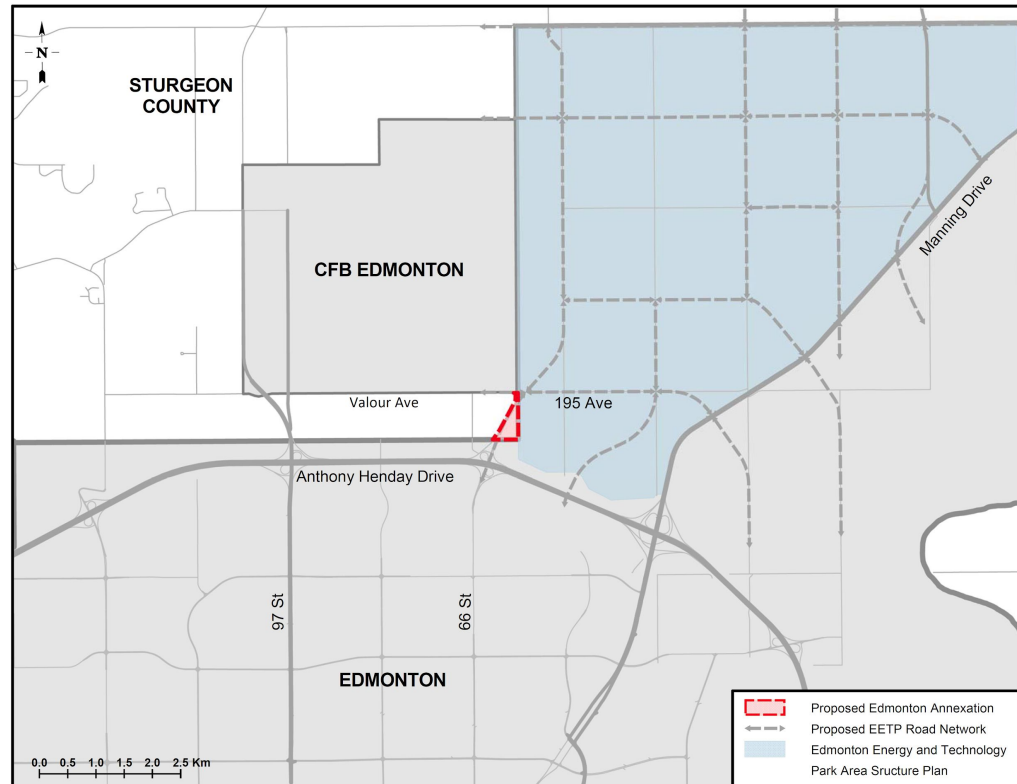 N
STURGEON
COUNTY
CFB EDMONTON
Manning Drive
Valour Ave
195 Ave
Anthony Henday Drive
97 St
66 St
EDMONTON
0.0 0.5 1.0 1.5 2.0 2.5 Km
Proposed Edmonton Annexation
Proposed EETP Road Network
Edmonton Energy and Technology
Park Area Sructure Plan